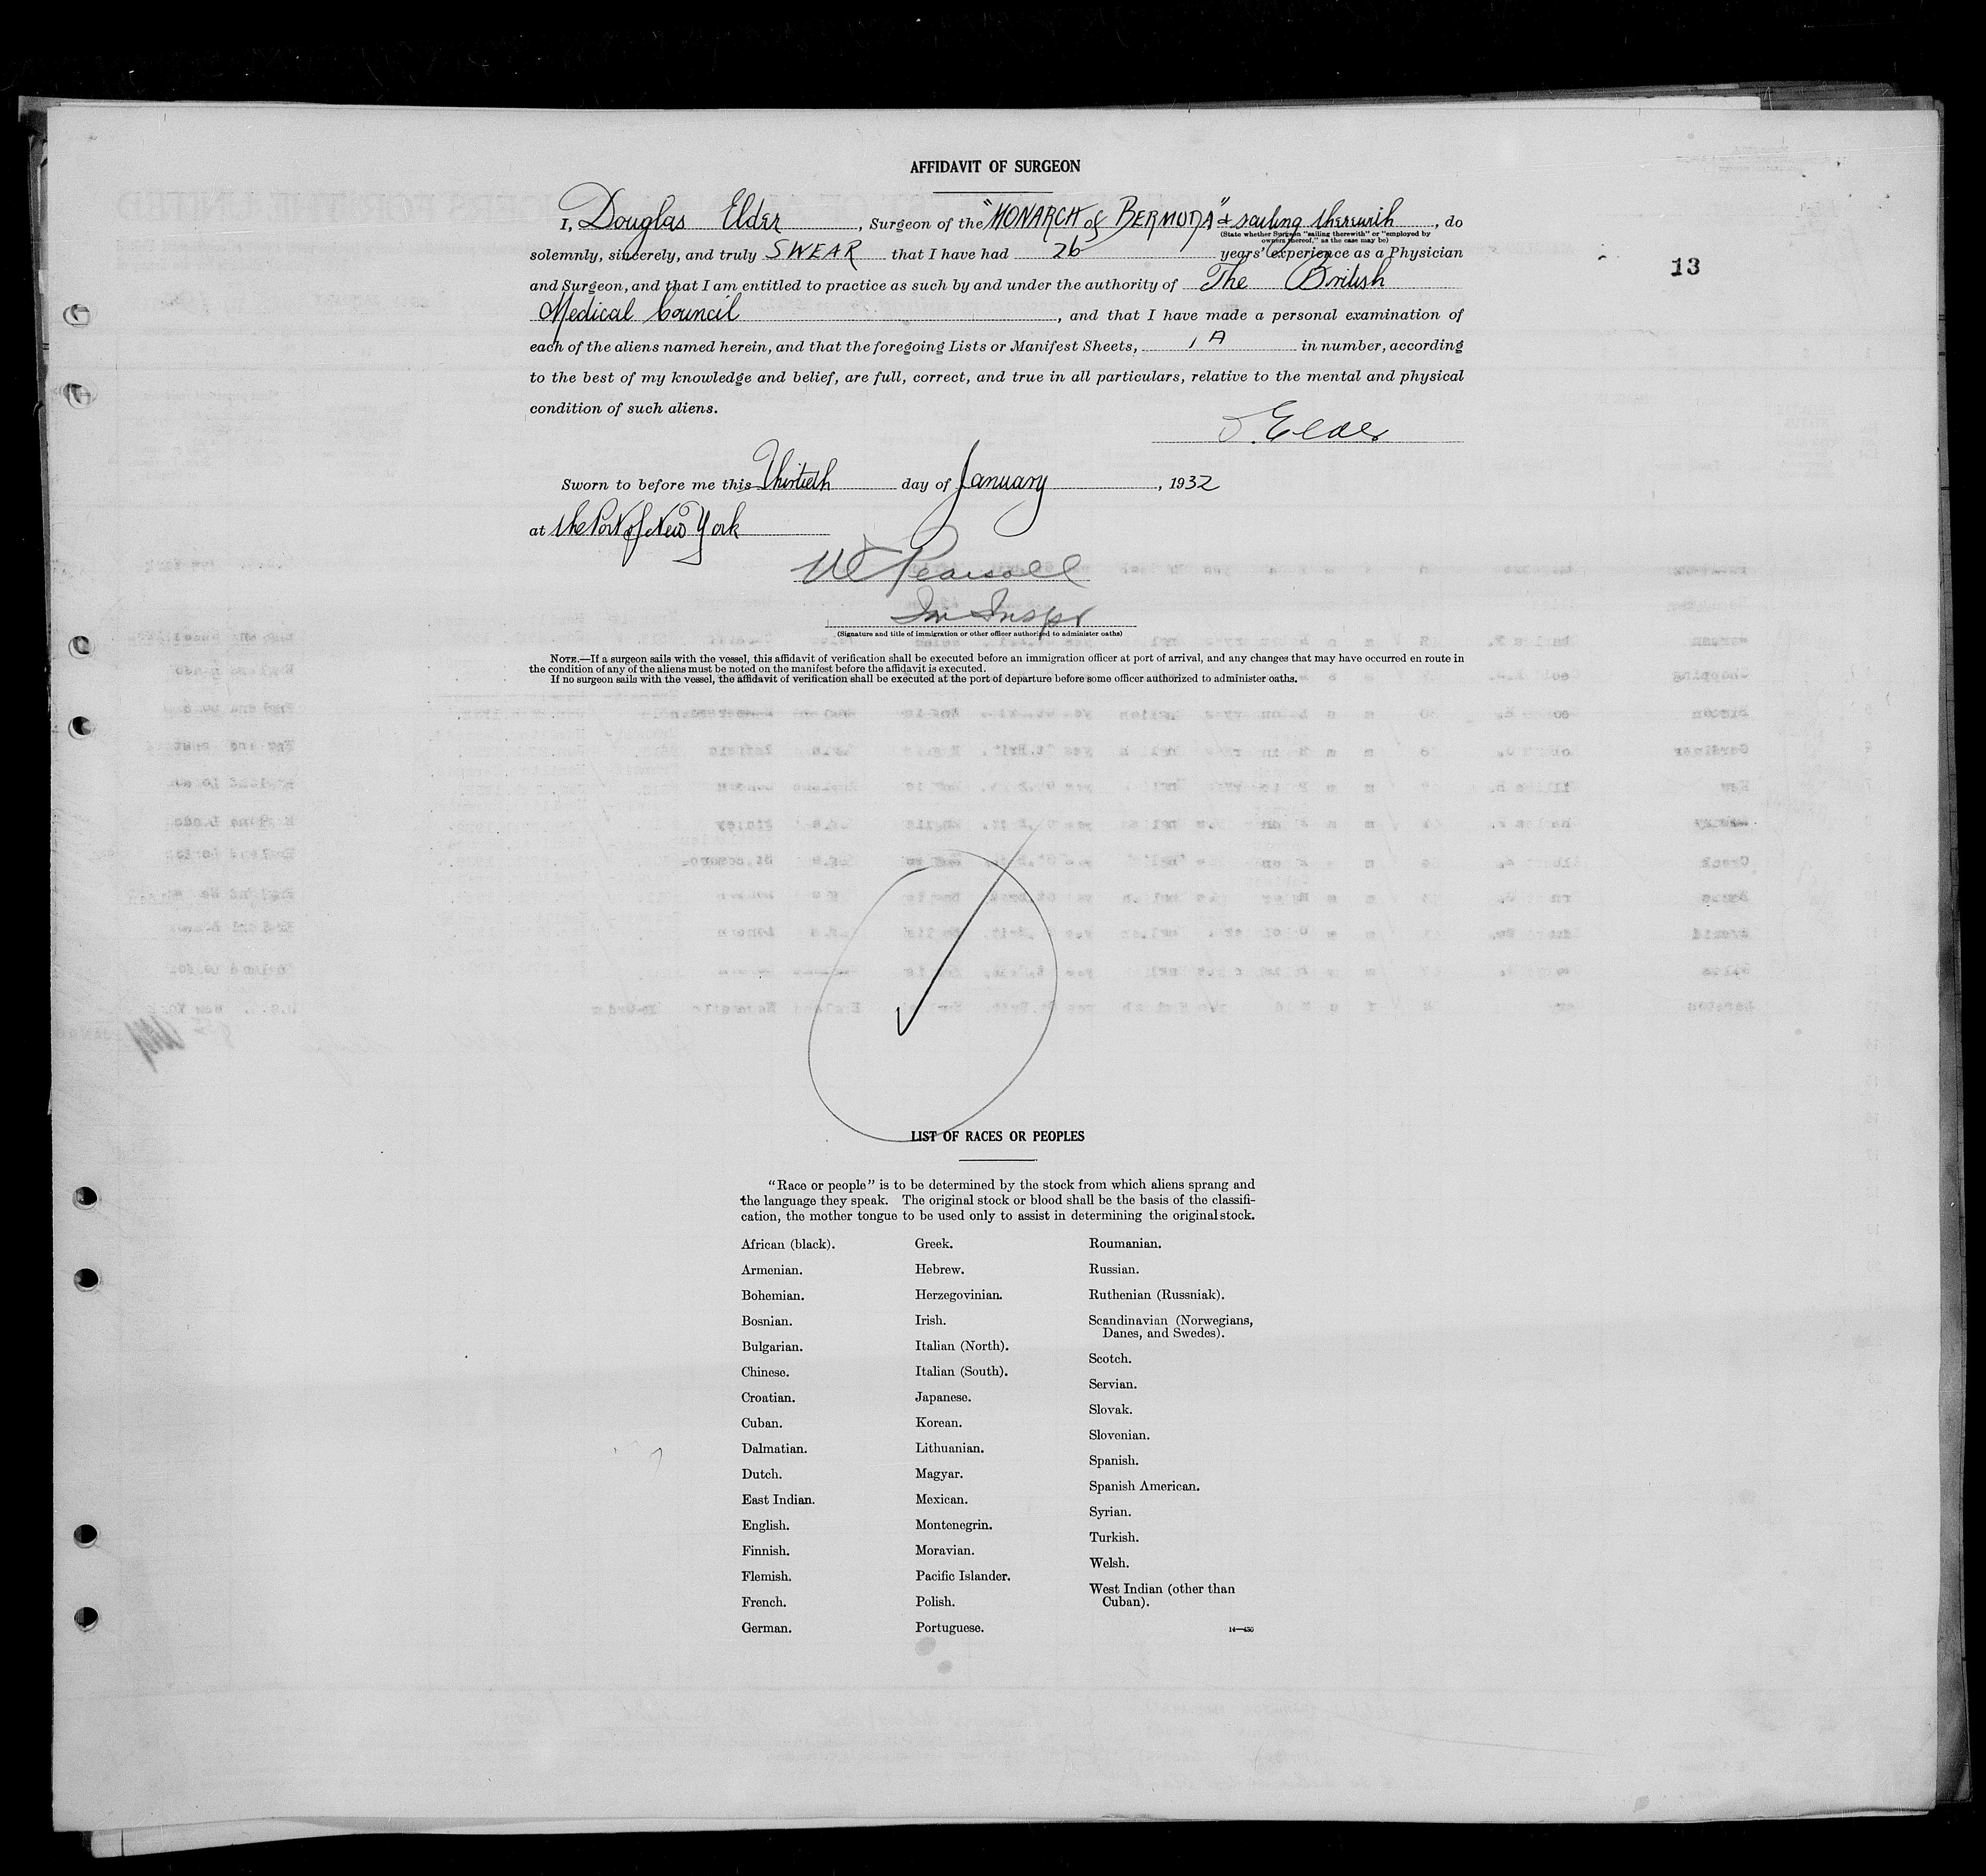 AFFIDAVIT OF SURGEON
I, Douglas Elder, Surgeon of the "MONARCH of BERMUDA" & sailing therewith, do
(State whether Surgeon "sailing therewith" or "employed by
owners thereof," as the case may be)
solemnly, sincerely, and truly SWEAR that I have had 26 years' experience as a Physician
13
and Surgeon, and that I am entitled to practice as such by and under the authority of The British
Medical Council, and that I have made a personal examination of
each of the aliens named herein, and that the foregoing Lists or Manifest Sheets, 1 A in number, according
to the best of my knowledge and belief, are full, correct, and true in all particulars, relative to the mental and physical
condition of such aliens.
D. Elder
Sworn to before me this Thirtieth day of January, 1932
at the Port of New York
Pearsall
Im Inspr
(Signature and title of immigration or other officer authorized to administer oaths)
NOTE.—If a surgeon sails with the vessel, this affidavit of verification shall be executed before an immigration officer at port of arrival, and any changes that may have occurred en route in
the condition of any of the aliens must be noted on the manifest before the affidavit is executed.
If no surgeon sails with the vessel, the affidavit of verification shall be executed at the port of departure before some officer authorized to administer oaths.
LIST OF RACES OR PEOPLES
"Race or people" is to be determined by the stock from which aliens sprang and
the language they speak. The original stock or blood shall be the basis of the classifi-
cation, the mother tongue to be used only to assist in determining the original stock.
African (black).
Armenian.
Bohemian.
Bosnian.
Bulgarian.
Chinese.
Croatian.
Cuban.
Dalmatian.
Dutch.
East Indian.
English.
Finnish.
Flemish.
French.
German.
Greek.
Hebrew.
Herzegovinian.
Irish.
Italian (North).
Italian (South).
Japanese.
Korean.
Lithuanian.
Magyar.
Mexican.
Montenegrin.
Moravian.
Pacific Islander.
Polish.
Portuguese.
Roumanian.
Russian.
Ruthenian (Russniak).
Scandinavian (Norwegians,
Danes, and Swedes).
Scotch.
Servian.
Slovak.
Slovenian.
Spanish.
Spanish American.
Syrian.
Turkish.
Welsh.
West Indian (other than
Cuban).
14—430